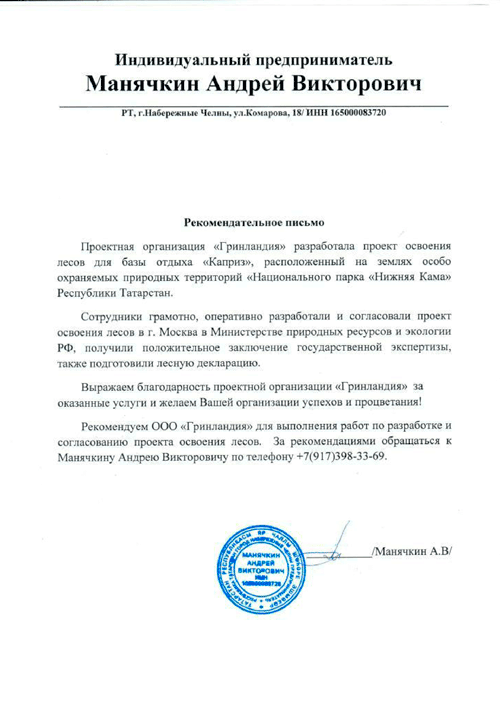 Индивидуальный предприниматель
Манячкин Андрей Викторович
РТ, г.Набережные Челны, ул.Комарова, 18/ ИНН 165000083720
Рекомендательное письмо
Проектная организация «Гринландия» разработала проект освоения
лесов для базы отдыха «Каприз», расположенный на землях особо
охраняемых природных территорий «Национального парка «Нижняя Кама»
Республики Татарстан.
Сотрудники грамотно, оперативно разработали и согласовали проект
освоения лесов в г. Москва в Министерстве природных ресурсов и экологии
РФ, получили положительное заключение государственной экспертизы,
также подготовили лесную декларацию.
Выражаем благодарность проектной организации «Гринландия» за
оказанные услуги и желаем Вашей организации успехов и процветания!
Рекомендуем ООО «Гринландия» для выполнения работ по разработке и
согласованию проекта освоения лесов. За рекомендациями обращаться к
Манячкину Андрею Викторовичу по телефону +7(917)398-33-69.
/Манячкин А.В/
МАНЯЧКИН
АНДРЕЙ
ВИКТОРОВИЧ
ИНН
165000083720